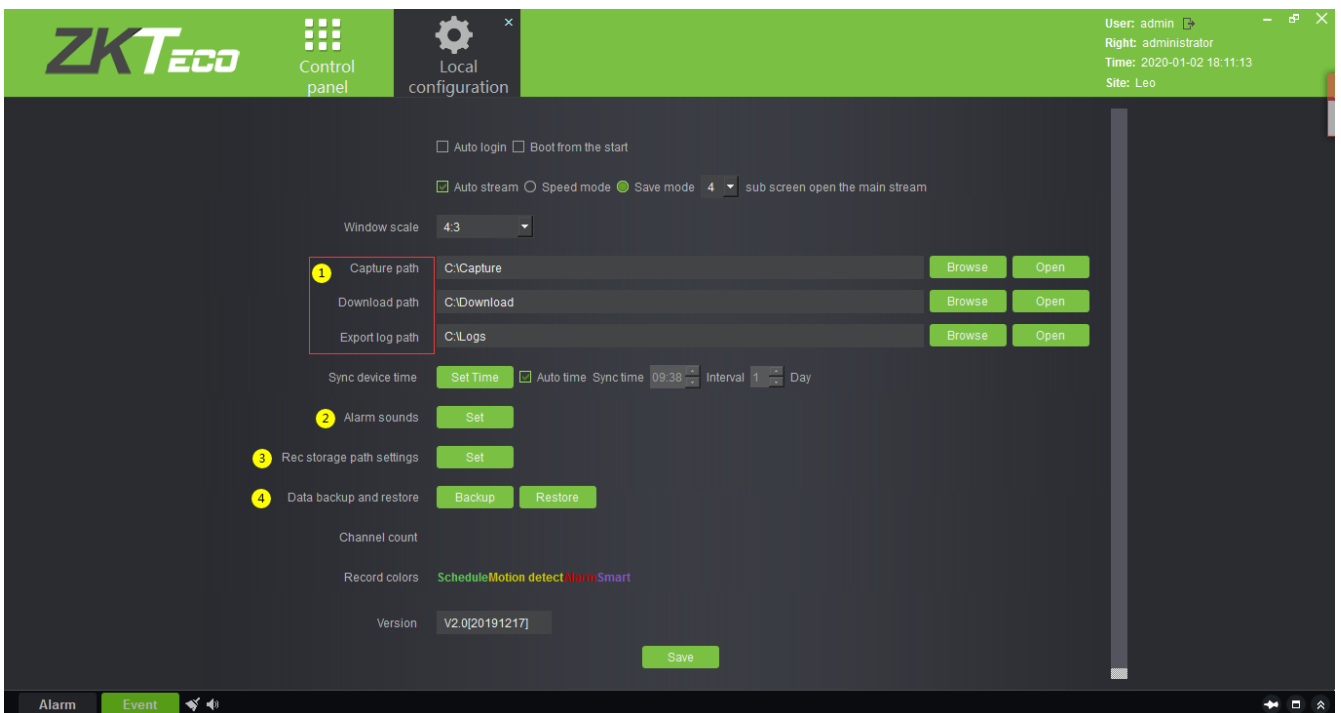 ZKTeco
Control panel
×
Local configuration
User: admin
Right: administrator
Time: 2020-01-02 18:11:13
Site: Leo
Auto login Boot from the start
Auto stream Speed mode Save mode 4 sub screen open the main stream
Window scale 4:3
1 Capture path C:\Capture Browse Open
Download path C:\Download Browse Open
Export log path C:\Logs Browse Open
Sync device time Set Time Auto time Sync time 09:38 Interval 1 Day
2 Alarm sounds Set
3 Rec storage path settings Set
4 Data backup and restore Backup Restore
Channel count
Record colors ScheduleMotion detectAlarmSmart
Version V2.0[20191217]
Save
Alarm Event